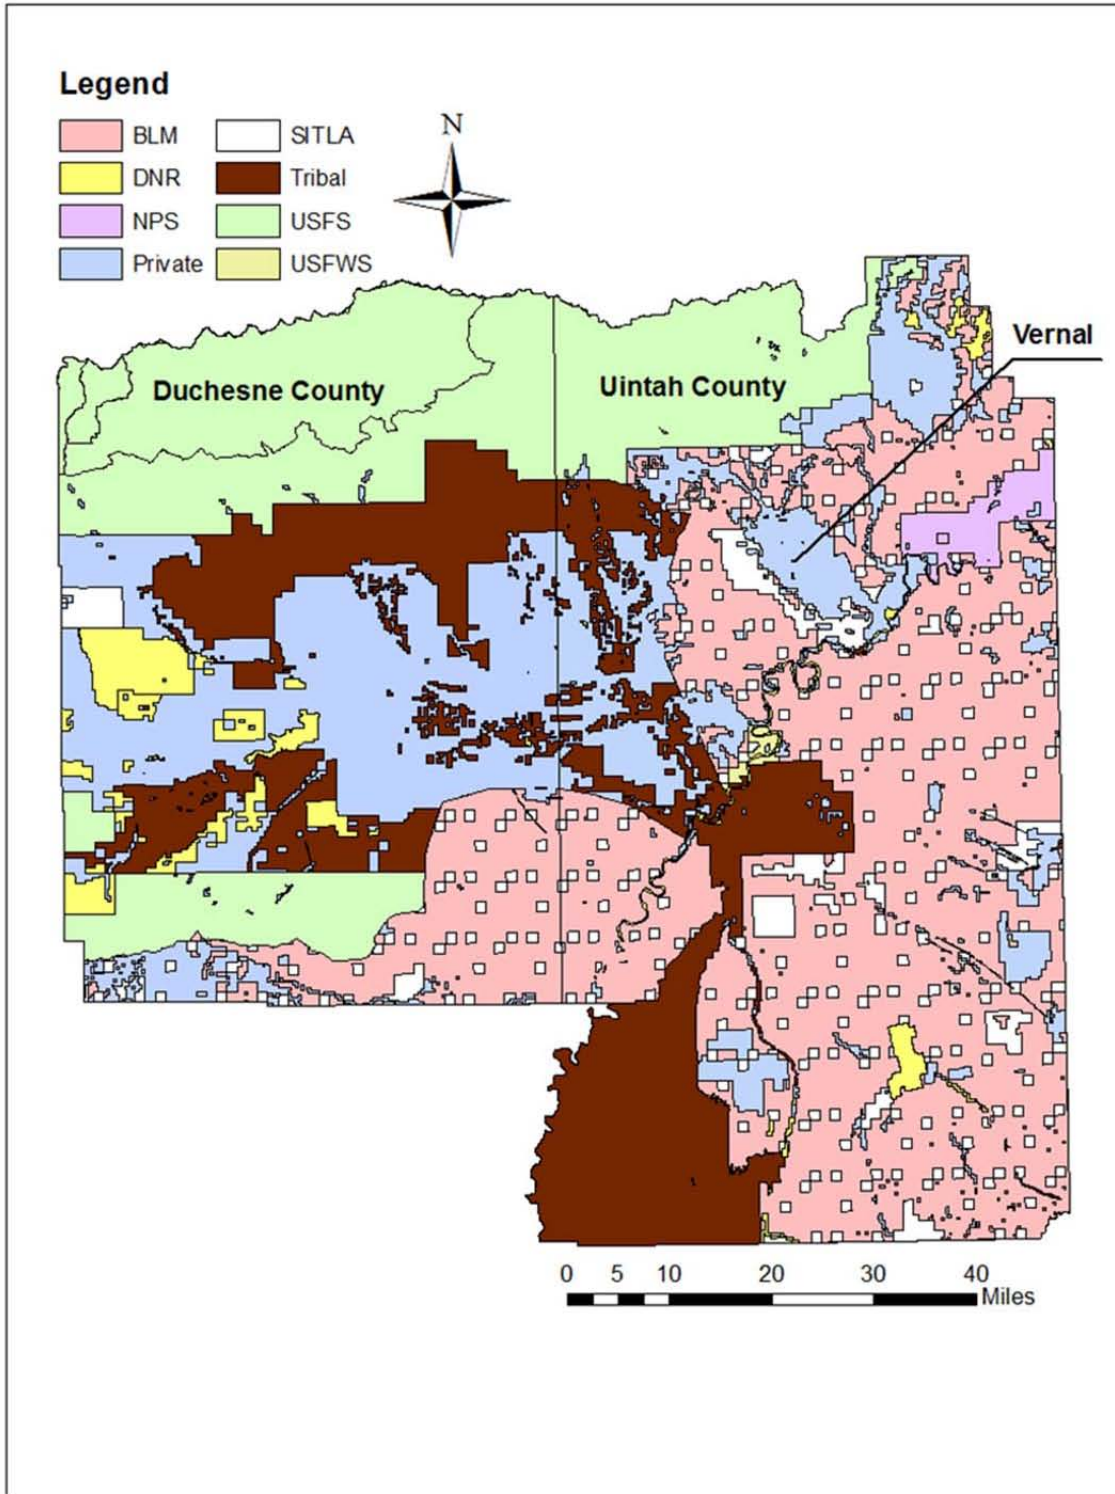 Legend
BLM SITLA
DNR Tribal
NPS USFS
Private USFWS
N
Vernal
Duchesne County Uintah County
0 5 10 20 30 40
Miles